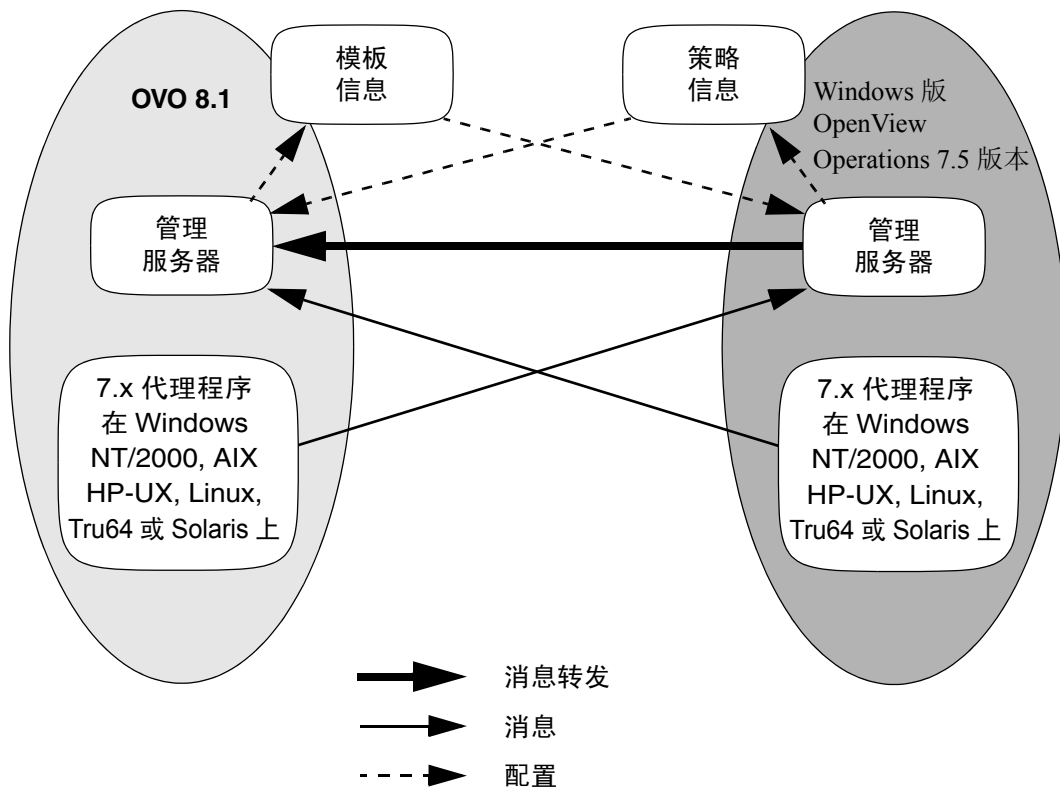 模板
信息
策略
信息
OVO 8.1
Windows 版
OpenView
Operations 7.5 版本
管理
服务器
管理
服务器
7.x 代理程序
在 Windows
NT/2000, AIX
HP-UX, Linux,
Tru64 或 Solaris 上
7.x 代理程序
在 Windows
NT/2000, AIX
HP-UX, Linux,
Tru64 或 Solaris 上
消息转发
消息
配置